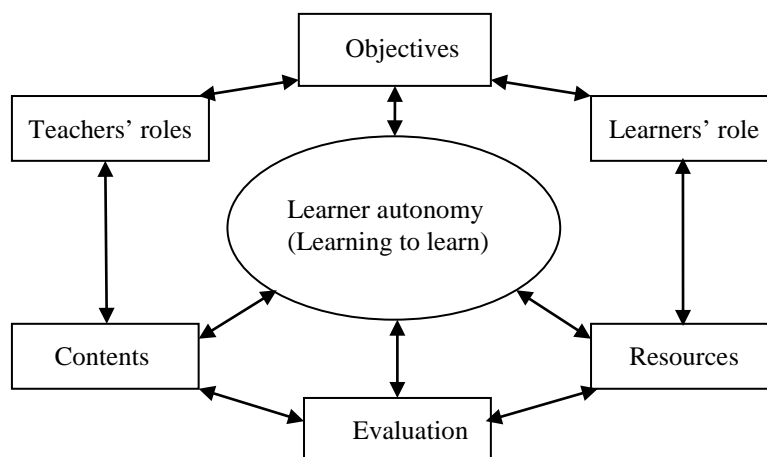 Objectives
Teachers’ roles
Learners’ role
Learner autonomy
(Learning to learn)
Contents
Resources
Evaluation